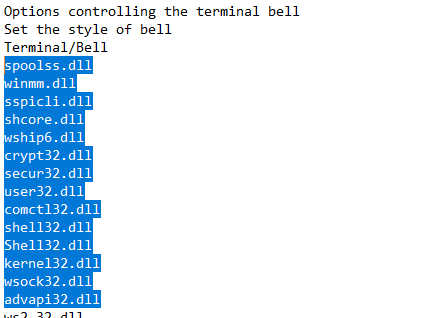 Options controlling the terminal bell
Set the style of bell
Terminal/Bell
spoolss.dll
winmm.dll
sspicli.dll
shcore.dll
wship6.dll
crypt32.dll
secur32.dll
user32.dll
comctl32.dll
shell32.dll
Shell32.dll
kernel32.dll
wsock32.dll
advapi32.dll
ws2_32.dll